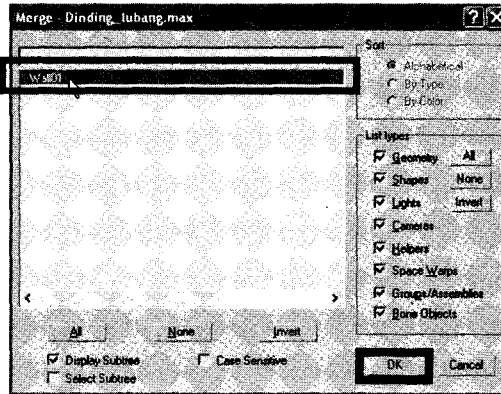 Merge - Dinding_lubang.max
Wall01
Sort
Alphabetical
By Type
By Color
List types
Geometry All
Shapes None
Lights Invert
Cameras
Helpers
Space Warps
Groups/Assemblies
Bone Objects
All None Invert
Display Subtree Case Sensitive
Select Subtree
OK Cancel